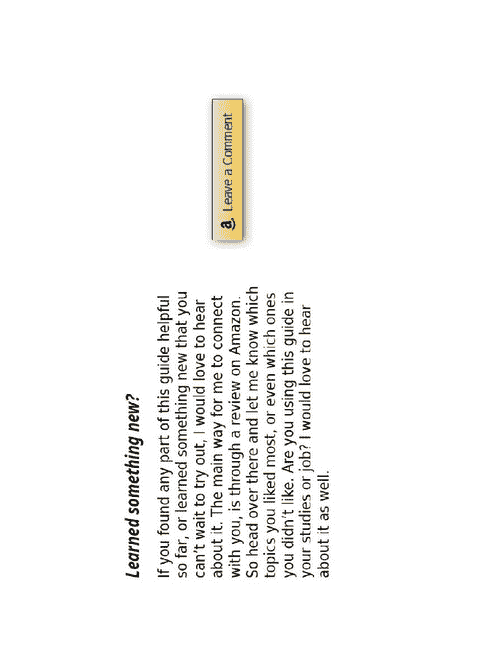 Learned something new?
If you found any part of this guide helpful
so far, or learned something new that you
can't wait to try out, I would love to hear
about it. The main way for me to connect
with you, is through a review on Amazon.
So head over there and let me know which
topics you liked most, or even which ones
you didn't like. Are you using this guide in
your studies or job? I would love to hear
about it as well.
a Leave a Comment